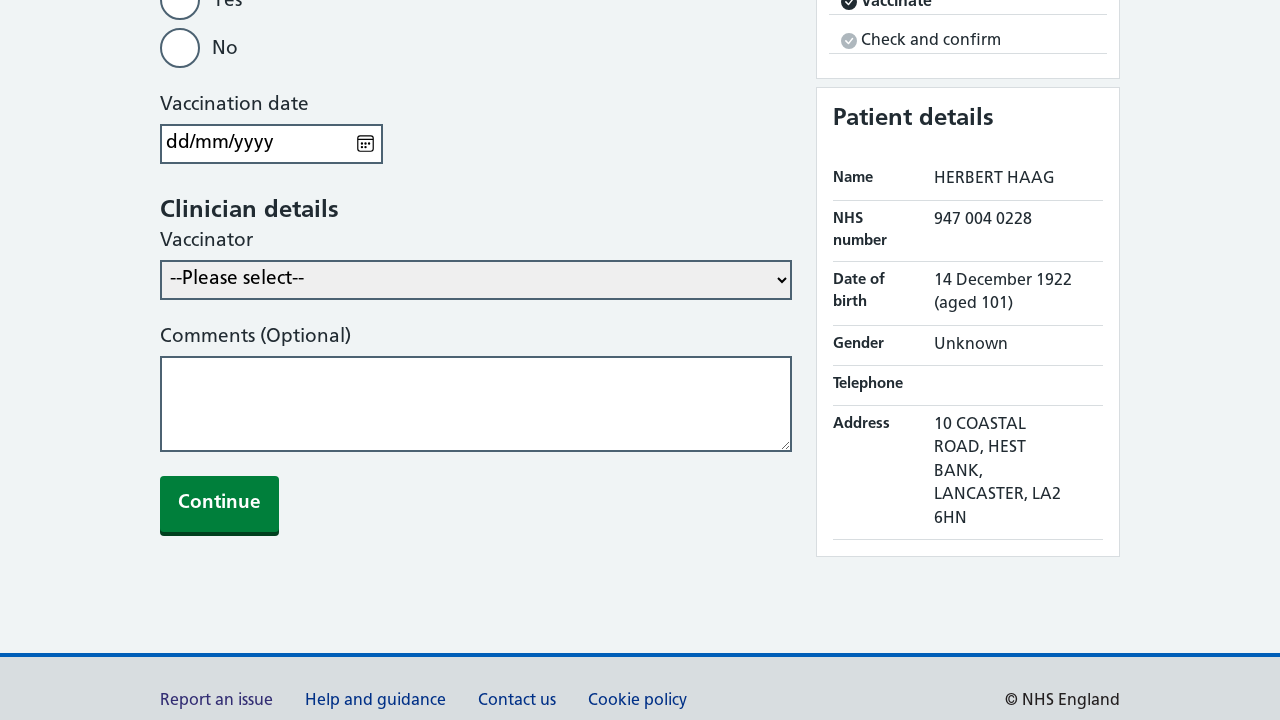 Yes
No
Vaccination date
dd/mm/yyyy
Clinician details
Vaccinator
--Please select--
Comments (Optional)
Continue
Vaccinate
Check and confirm
Patient details
Name HERBERT HAAG
NHS number 947 004 0228
Date of birth 14 December 1922 (aged 101)
Gender Unknown
Telephone
Address 10 COASTAL
ROAD, HEST
BANK,
LANCASTER, LA2
6HN
Report an issue Help and guidance Contact us Cookie policy © NHS England